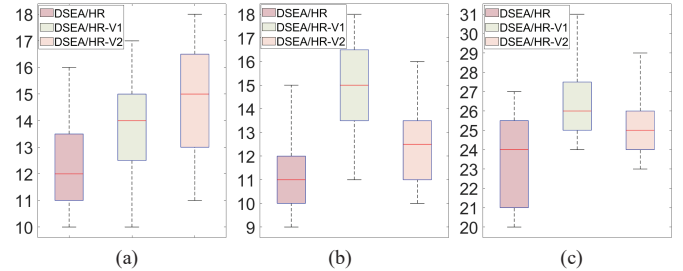 18
17
16
15
14
13
12
11
10
DSEA/HR
DSEA/HR-V1
DSEA/HR-V2
(a)
18
17
16
15
14
13
12
11
10
9
DSEA/HR
DSEA/HR-V1
DSEA/HR-V2
(b)
31
30
29
28
27
26
25
24
23
22
21
20
DSEA/HR
DSEA/HR-V1
DSEA/HR-V2
(c)